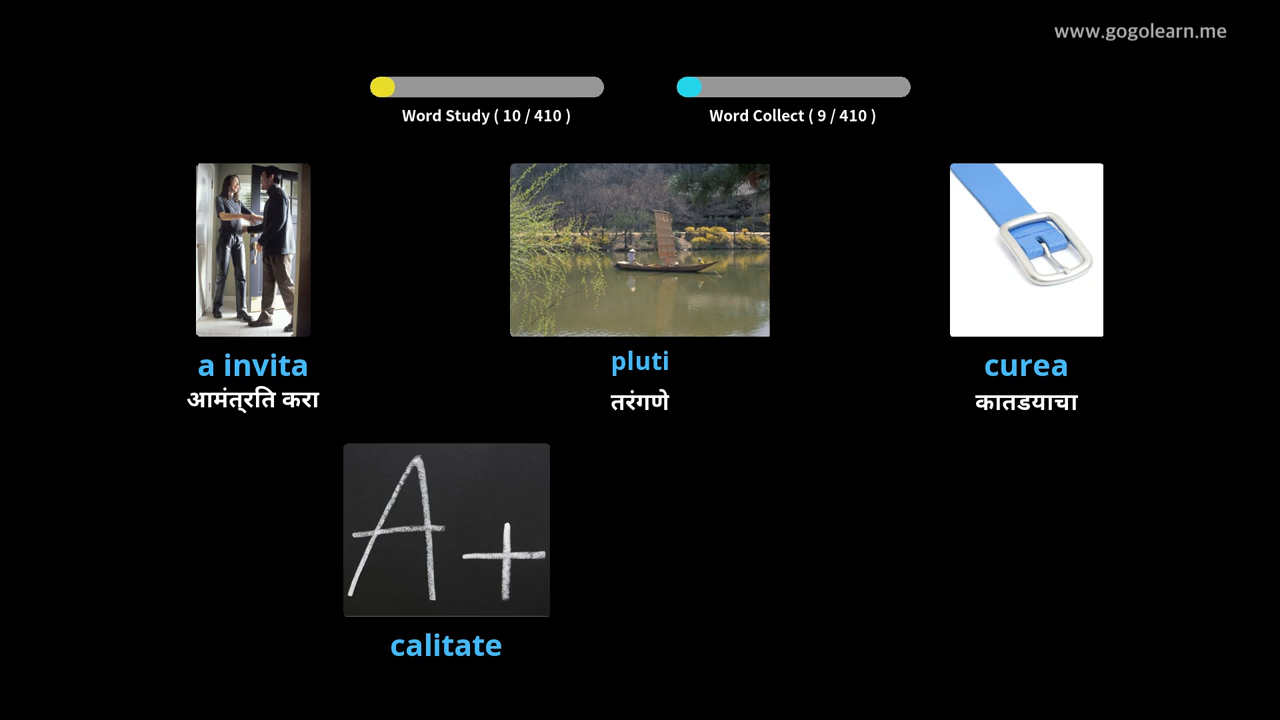 www.gogolearn.me
Word Study ( 10 / 410 )
Word Collect ( 9 / 410 )
a invita
आमंत्रति करा
pluti
तरंगणे
curea
कातडयाचा
A+
calitate